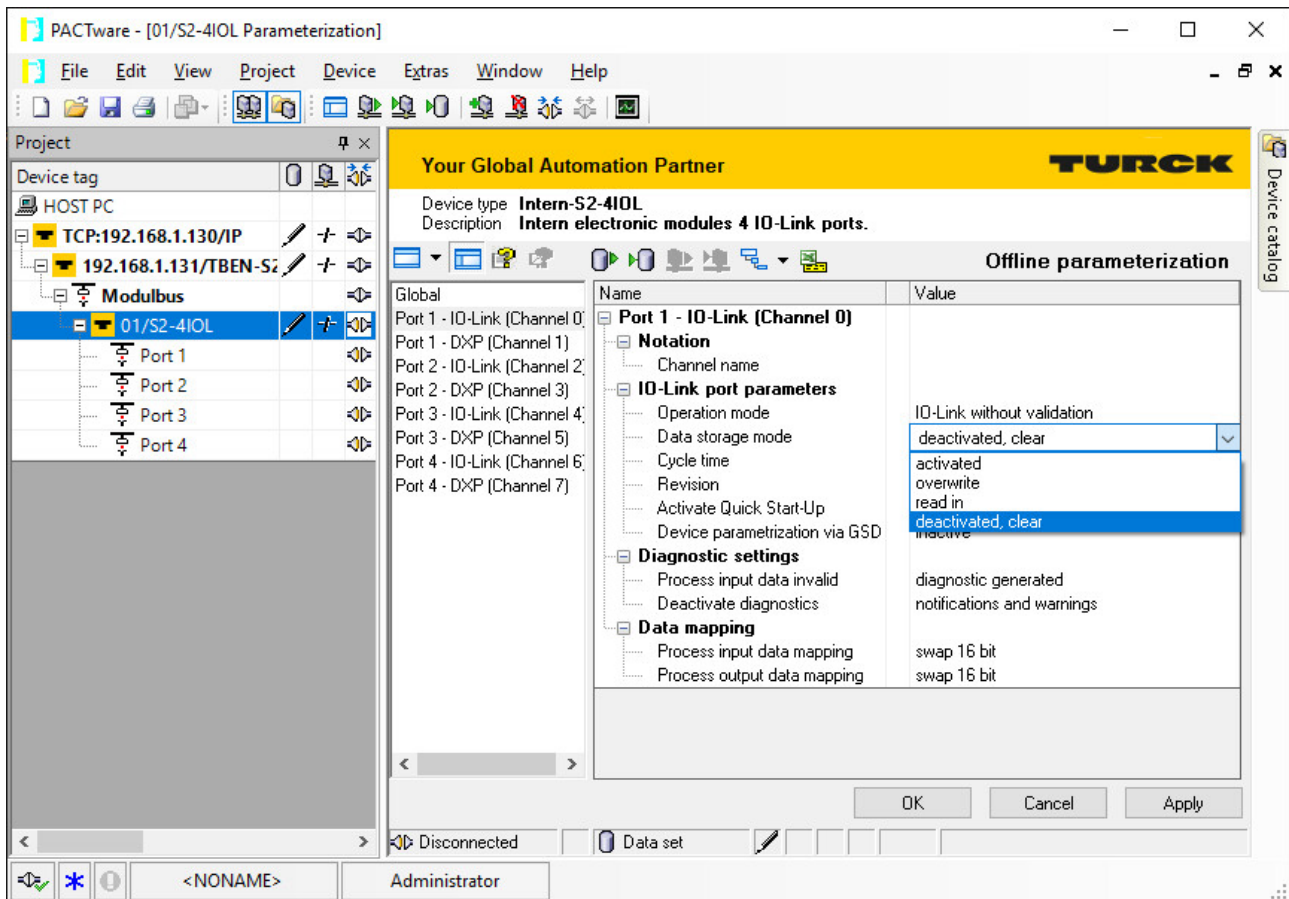 PACTware - [01/S2-4IOL Parameterization]
File Edit View Project Device Extras Window Help
Project
Device tag
HOST PC
TCP:192.168.1.130/IP
192.168.1.131/TBEN-S2
Modulbus
01/S2-4IOL
Port 1
Port 2
Port 3
Port 4
Your Global Automation Partner
TURCK
Device type Intern-S2-4IOL
Description Intern electronic modules 4 IO-Link ports.
Offline parameterization
Global
Port 1 - IO-Link (Channel 0)
Port 1 - DXP (Channel 1)
Port 2 - IO-Link (Channel 2)
Port 2 - DXP (Channel 3)
Port 3 - IO-Link (Channel 4)
Port 3 - DXP (Channel 5)
Port 4 - IO-Link (Channel 6)
Port 4 - DXP (Channel 7)
Name Value
Port 1 - IO-Link (Channel 0)
Notation
Channel name
IO-Link port parameters
Operation mode IO-Link without validation
Data storage mode deactivated, clear
Cycle time activated
Revision overwrite
read in
Activate Quick Start-Up deactivated, clear
Device parametrization via GSD inactive
Diagnostic settings
Process input data invalid diagnostic generated
Deactivate diagnostics notifications and warnings
Data mapping
Process input data mapping swap 16 bit
Process output data mapping swap 16 bit
OK Cancel Apply
Disconnected Data set
<NONAME> Administrator
Device catalog